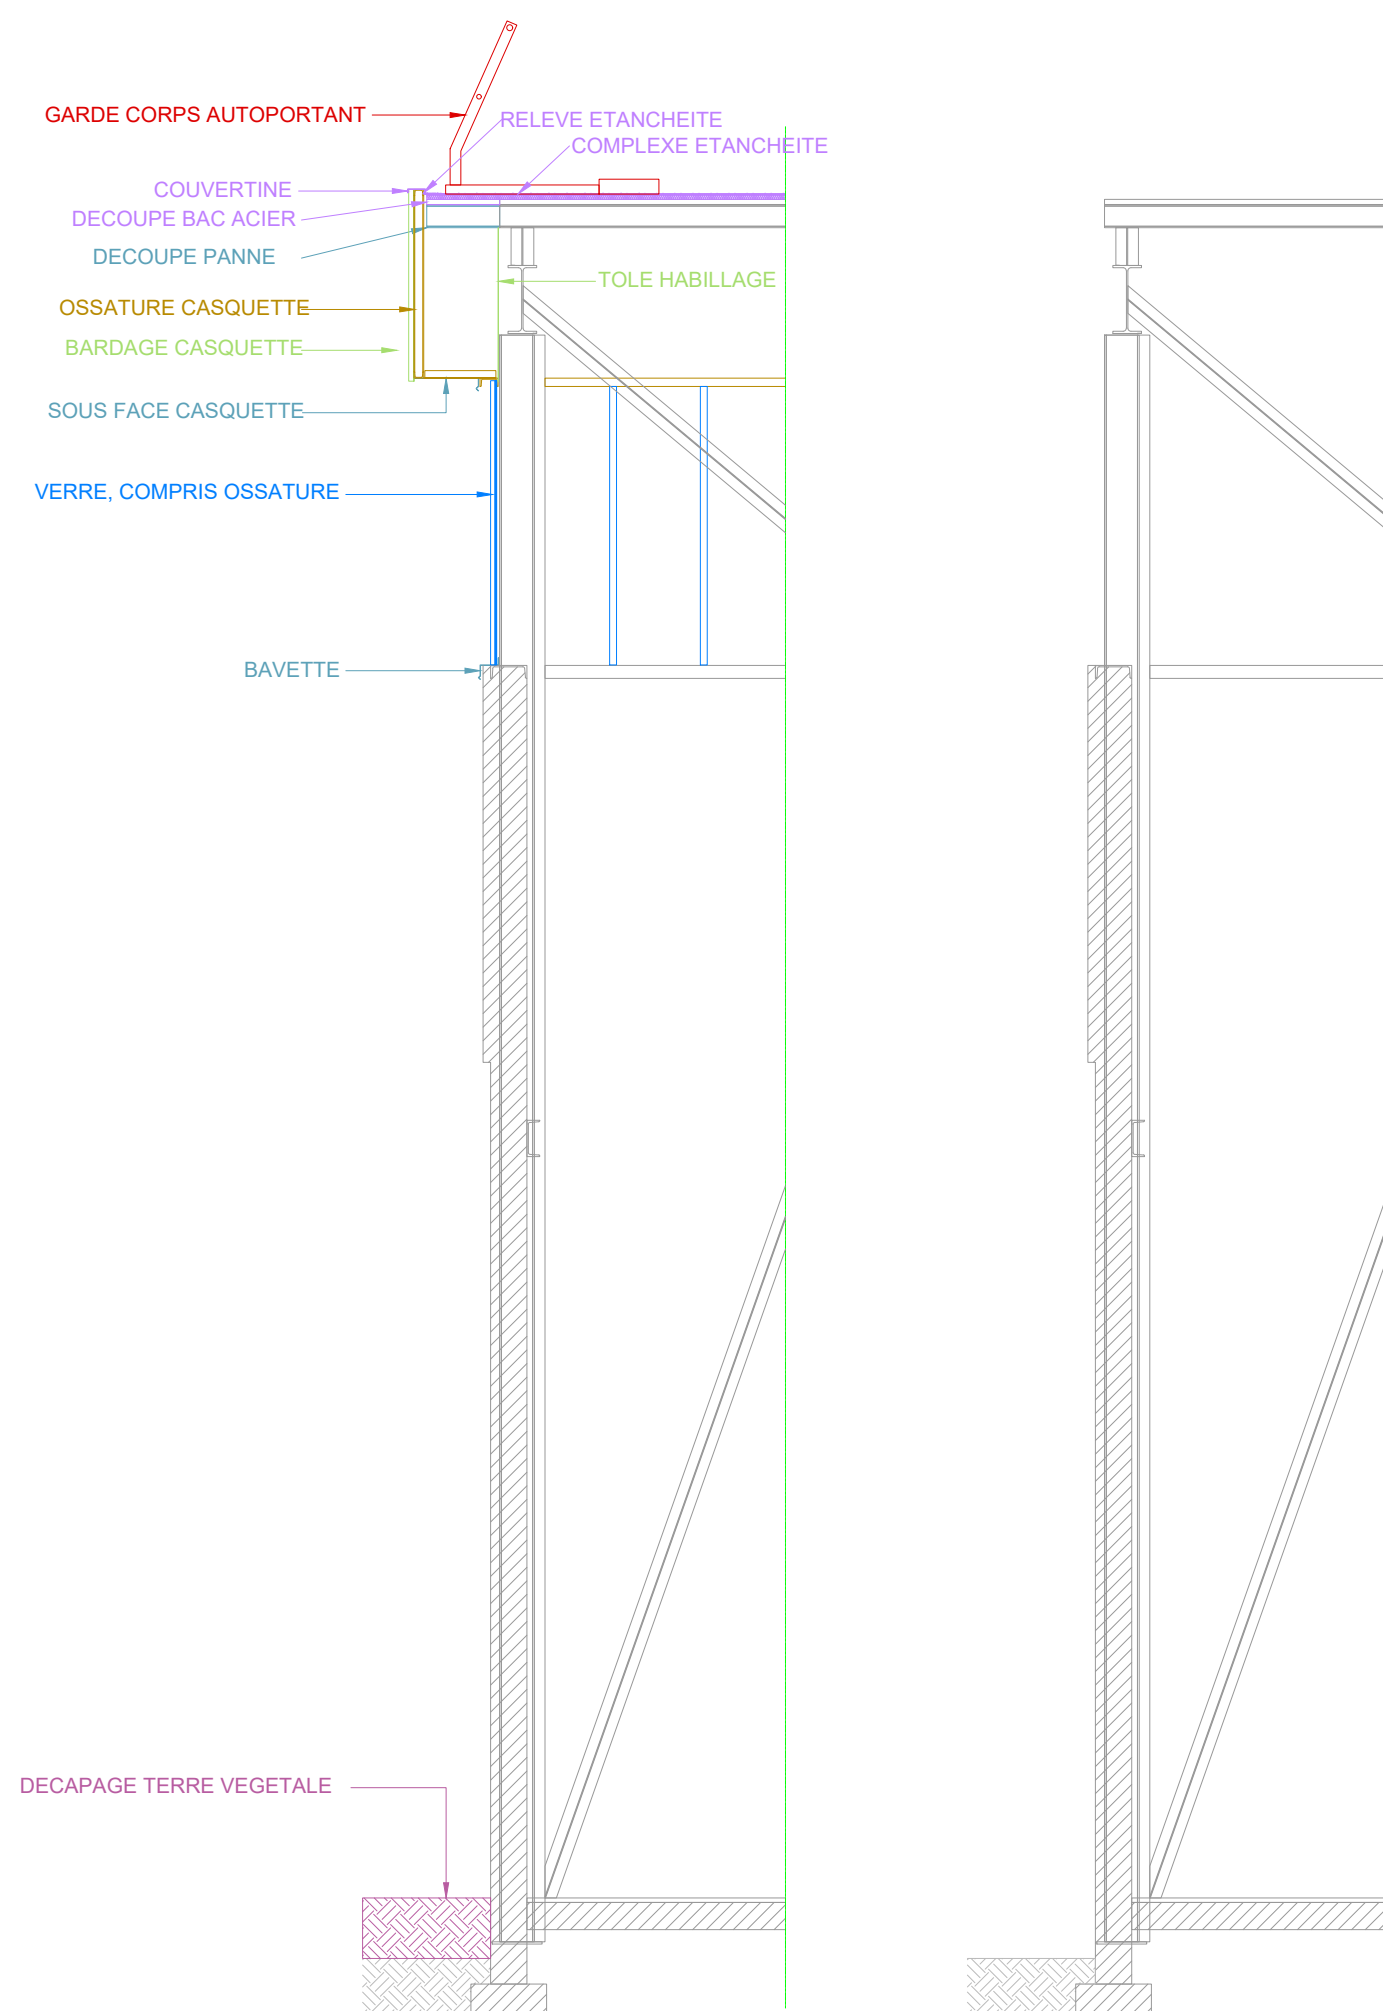 GARDE CORPS AUTOPORTANT
RELEVE ETANCHEITE
COMPLEXE ETANCHEITE
COUVERTINE
DECOUPE BAC ACIER
DECOUPE PANNE
TOLE HABILLAGE
OSSATURE CASQUETTE
BARDAGE CASQUETTE
SOUS FACE CASQUETTE
VERRE, COMPRIS OSSATURE
BAVETTE
DECAPAGE TERRE VEGETALE